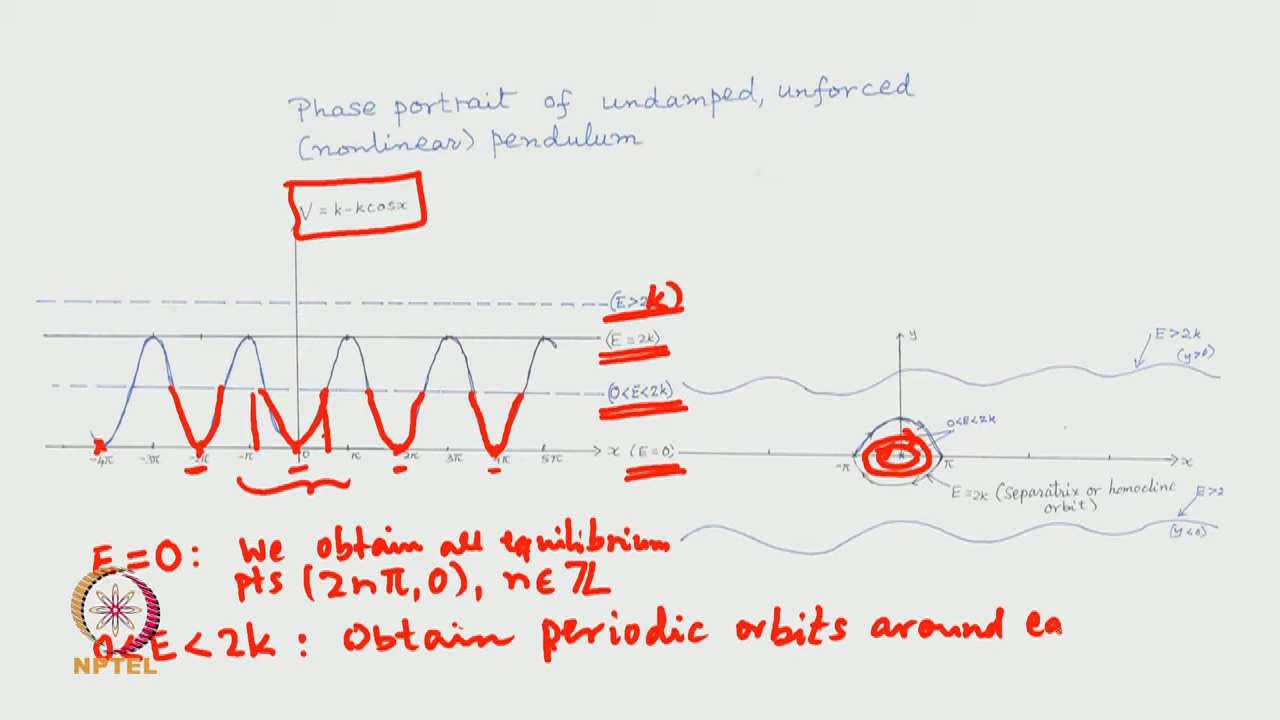 Phase portrait of undamped, unforced
(nonlinear) pendulum
V = k-kcosx
(E>2k)
(E=2k)
(0<E<2k)
x (E=0)
-4π -3π -2π -π 0 π 2π 3π 4π 5π
y
E>2k
(y>0)
0<E<2k
-π π x
E=2k (separatrix or homoclinic
orbit)
E>2
(y<0)
E=0: We obtain all equilibrium
pts (2nπ, 0), n∈ℤ
0<E<2k: Obtain periodic orbits around ea
NPTEL